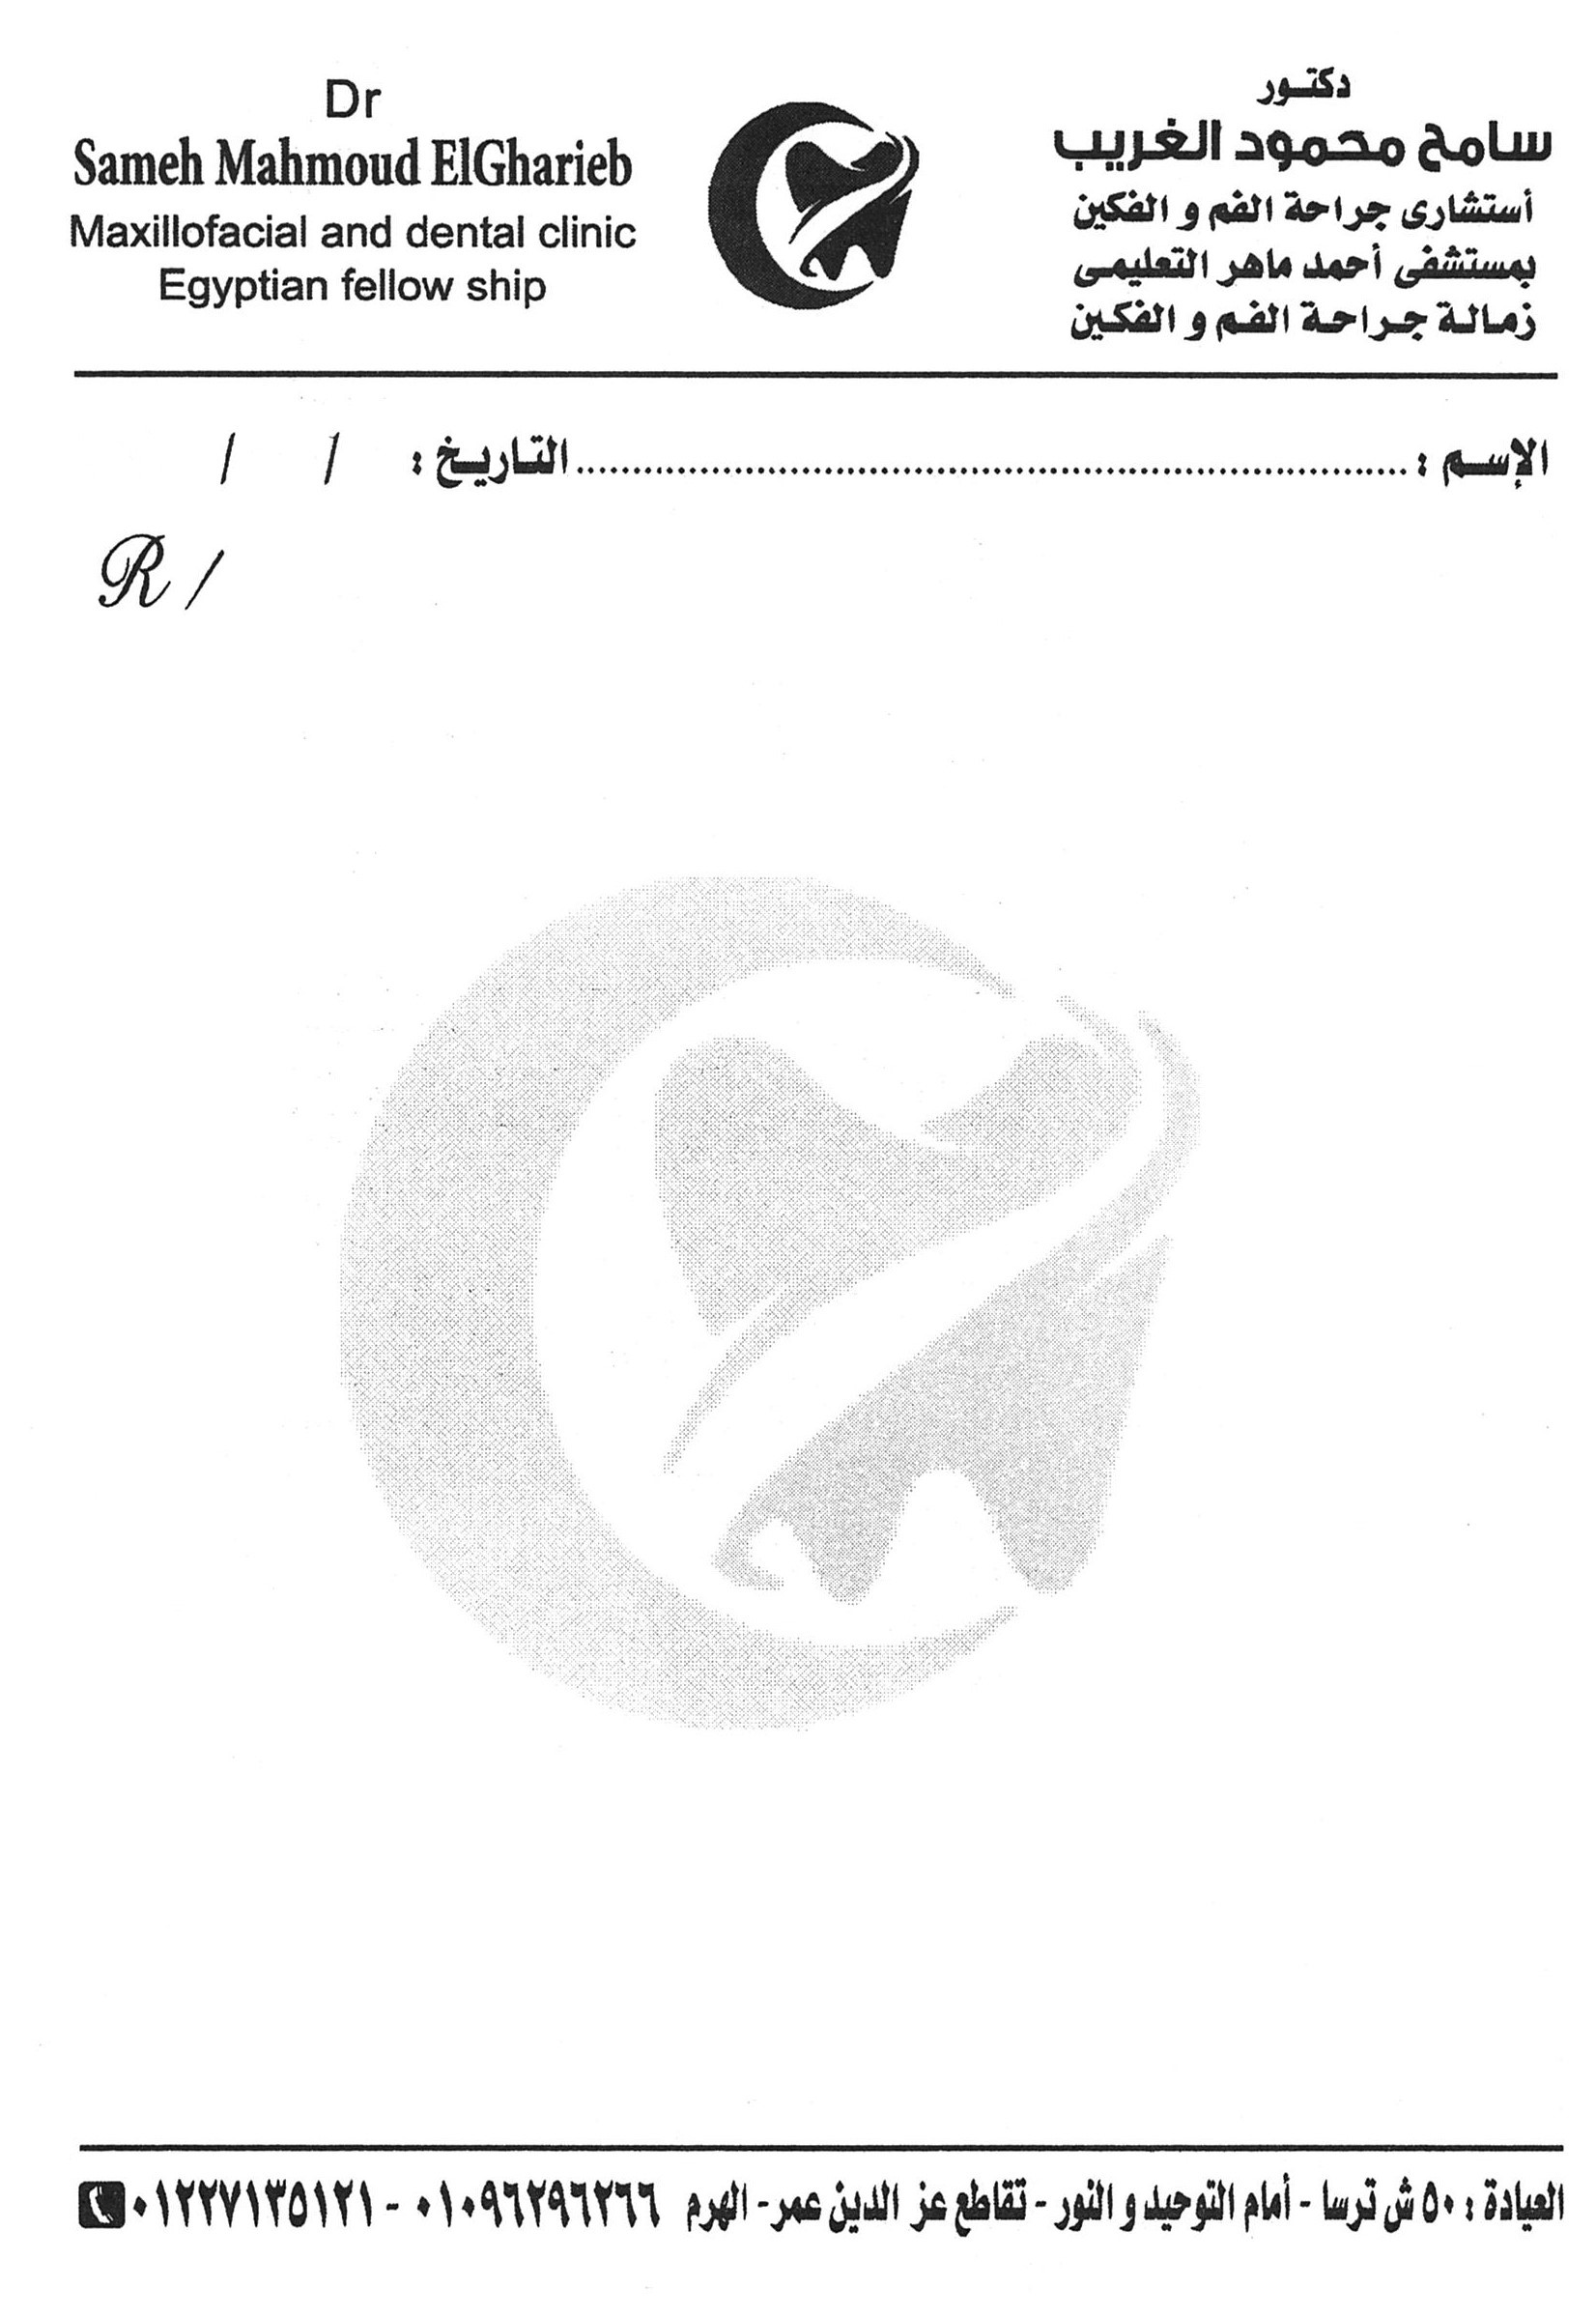 Dr
Sameh Mahmoud ElGharieb
Maxillofacial and dental clinic
Egyptian fellow ship
دكتـور
سامح محمود الغريب
أستشارى جراحة الفم و الفكين
بمستشفى أحمد ماهر التعليمى
زمالة جراحة الفم و الفكين
الإسم : ........................................................ التاريخ :    /    /
R /
العيادة : ٥٠ ش ترسا - أمام التوحيد و النور - تقاطع عز الدين عمر - الهرم ٠١٠٩٦٢٩٦٢٦٦ - ٠١٢٢٧١٣٥١٢١